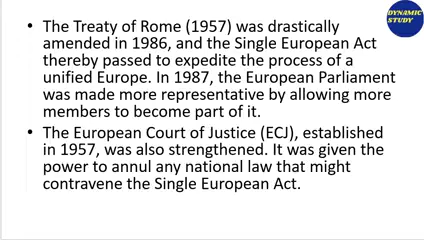 DYNAMIC
STUDY
• The Treaty of Rome (1957) was drastically
amended in 1986, and the Single European Act
thereby passed to expedite the process of a
unified Europe. In 1987, the European Parliament
was made more representative by allowing more
members to become part of it.
• The European Court of Justice (ECJ), established
in 1957, was also strengthened. It was given the
power to annul any national law that might
contravene the Single European Act.